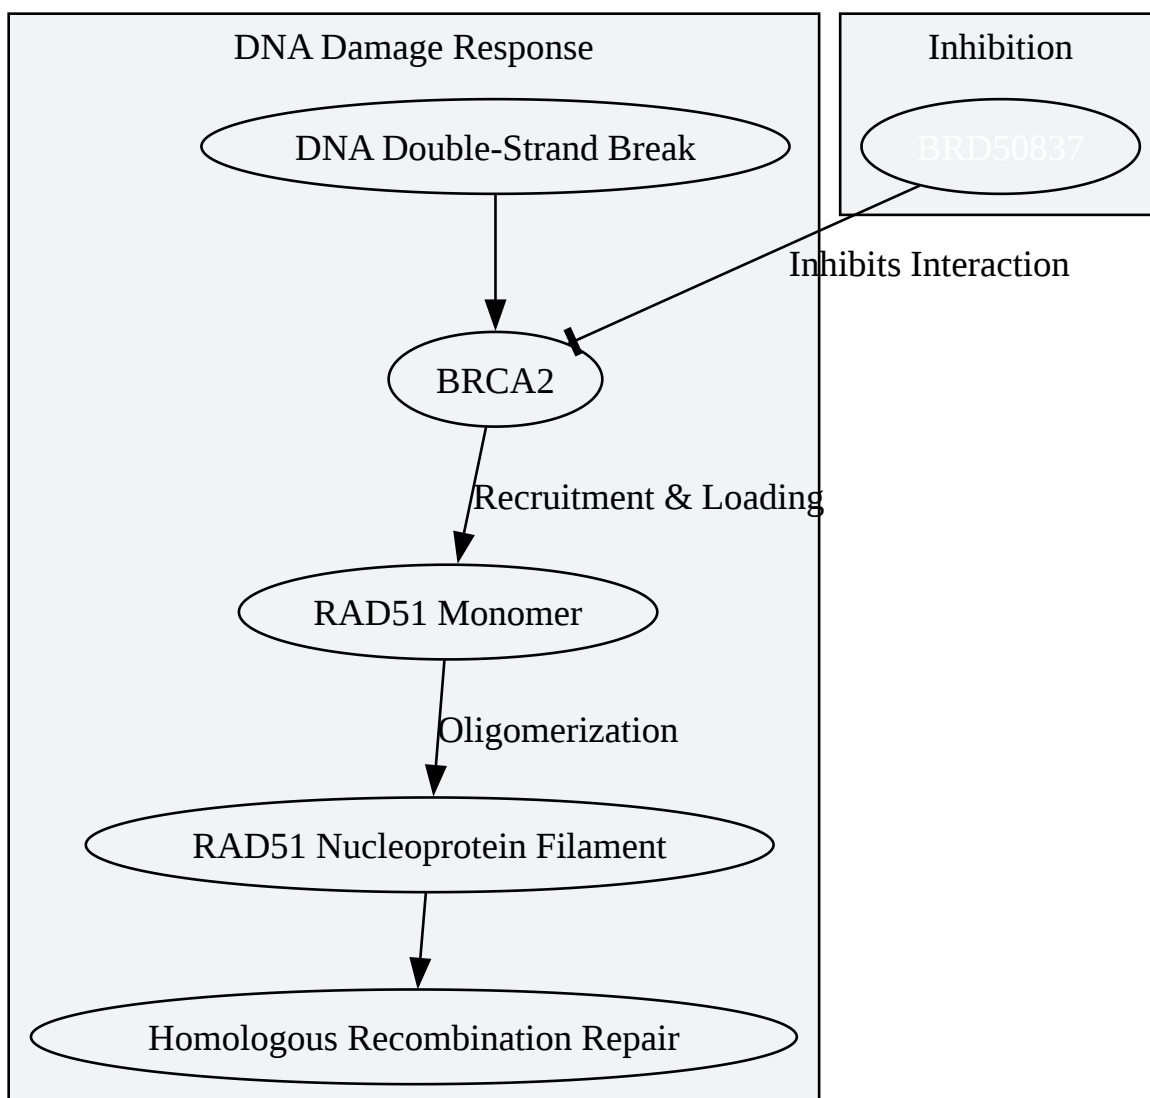 DNA Damage Response
Inhibition
DNA Double-Strand Break
BRD50837
Inhibits Interaction
BRCA2
Recruitment & Loading
RAD51 Monomer
Oligomerization
RAD51 Nucleoprotein Filament
Homologous Recombination Repair